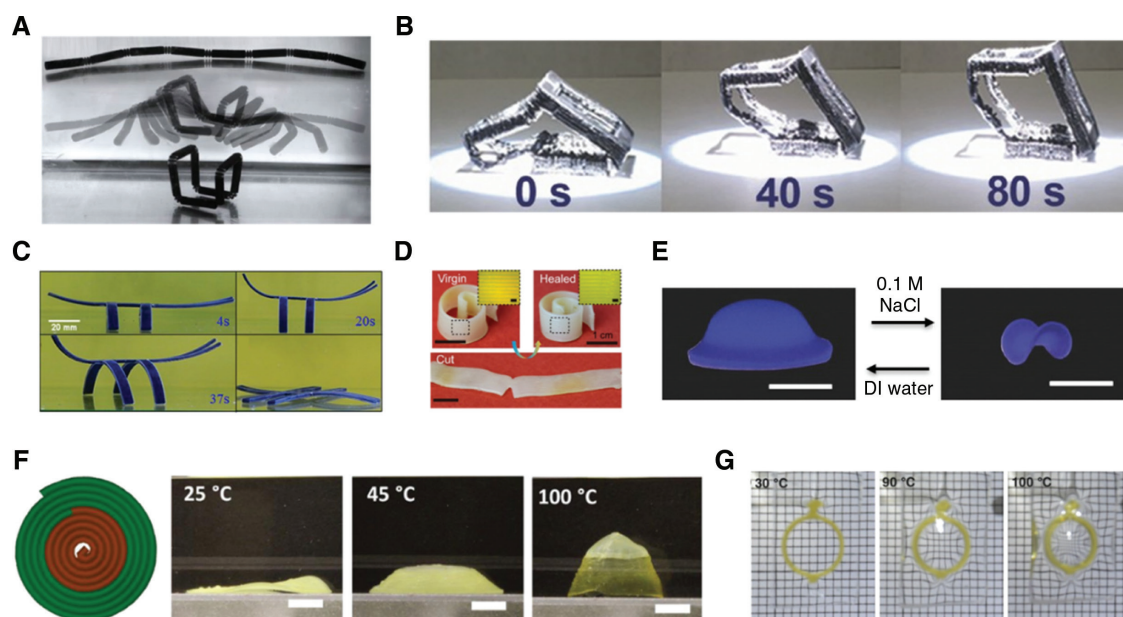 A
B
0 s
40 s
80 s
C
4s
20 mm
20s
37s
D
Virgin
Healed
1 cm
Cut
E
0.1 M
NaCl
DI water
F
25 °C
45 °C
100 °C
G
30 °C
90 °C
100 °C